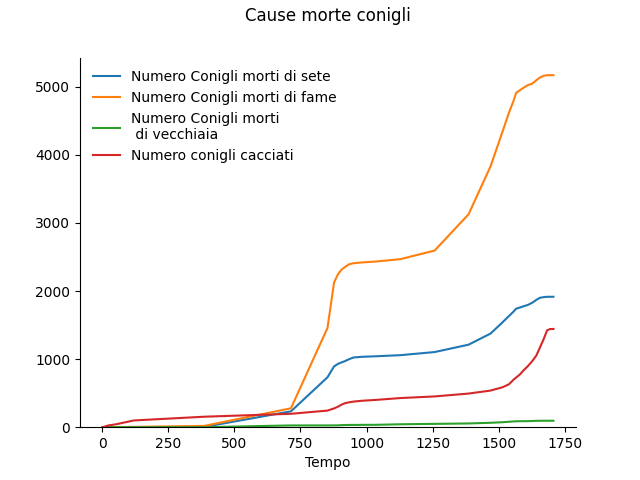 Cause morte conigli
Numero Conigli morti di sete
Numero Conigli morti di fame
Numero Conigli morti
di vecchiaia
Numero conigli cacciati
5000
4000
3000
2000
1000
0
0 250 500 750 1000 1250 1500 1750
Tempo